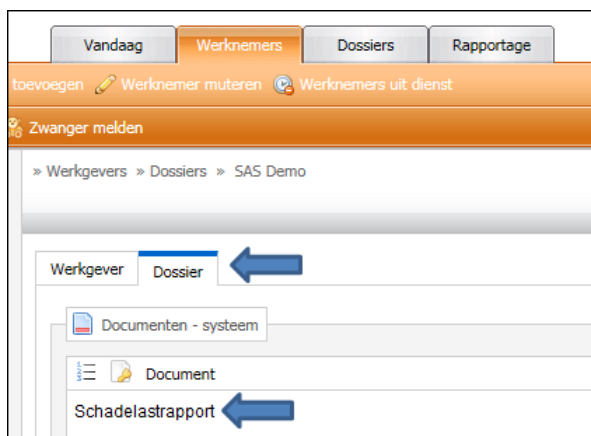 Vandaag Werknemers Dossiers Rapportage
toevoegen Werknemer muteren Werknemers uit dienst
Zwanger melden
» Werkgevers » Dossiers » SAS Demo
Werkgever Dossier
Documenten - systeem
Document
Schadelastrapport